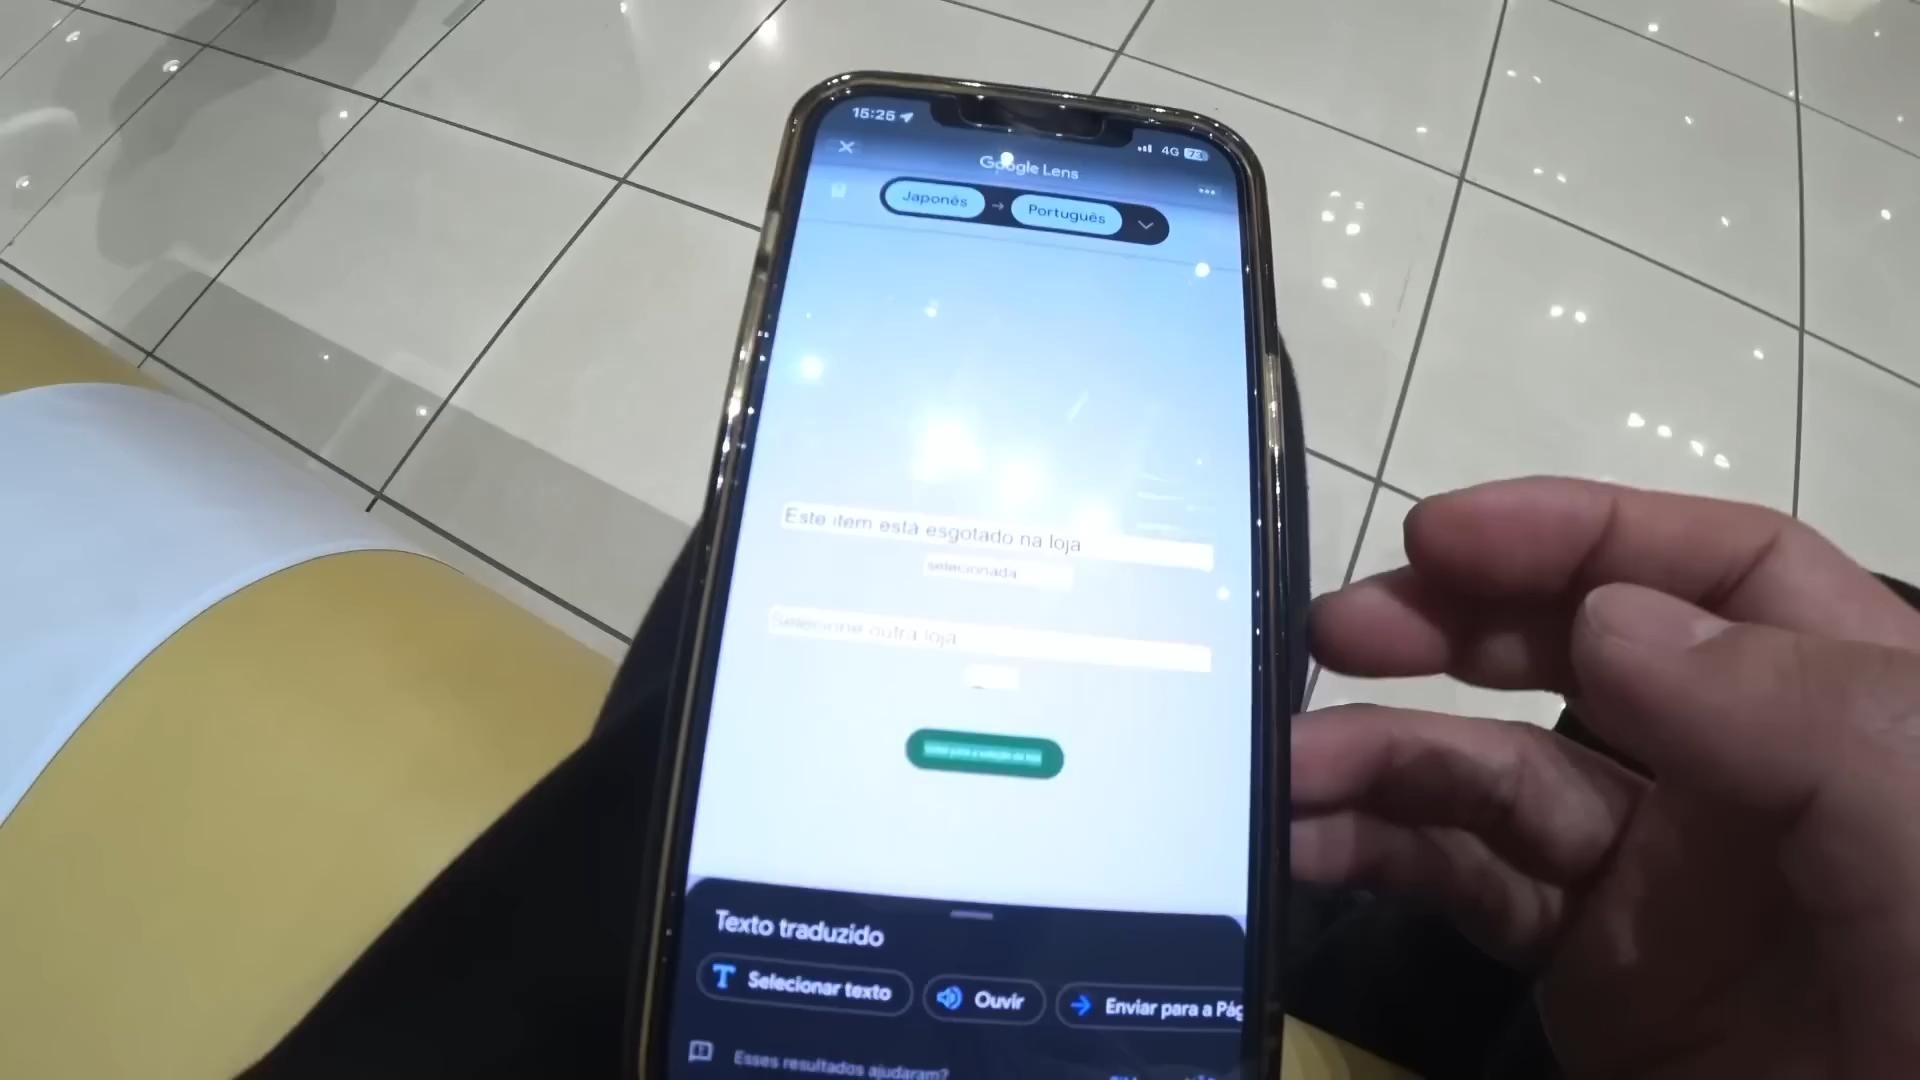 15:25
4G 73
Google Lens
Japonês → Português
Este item está esgotado na loja
selecionada
Selecione outra loja
Texto traduzido
Selecionar texto
Ouvir
Enviar para a Pág
Esses resultados ajudaram?